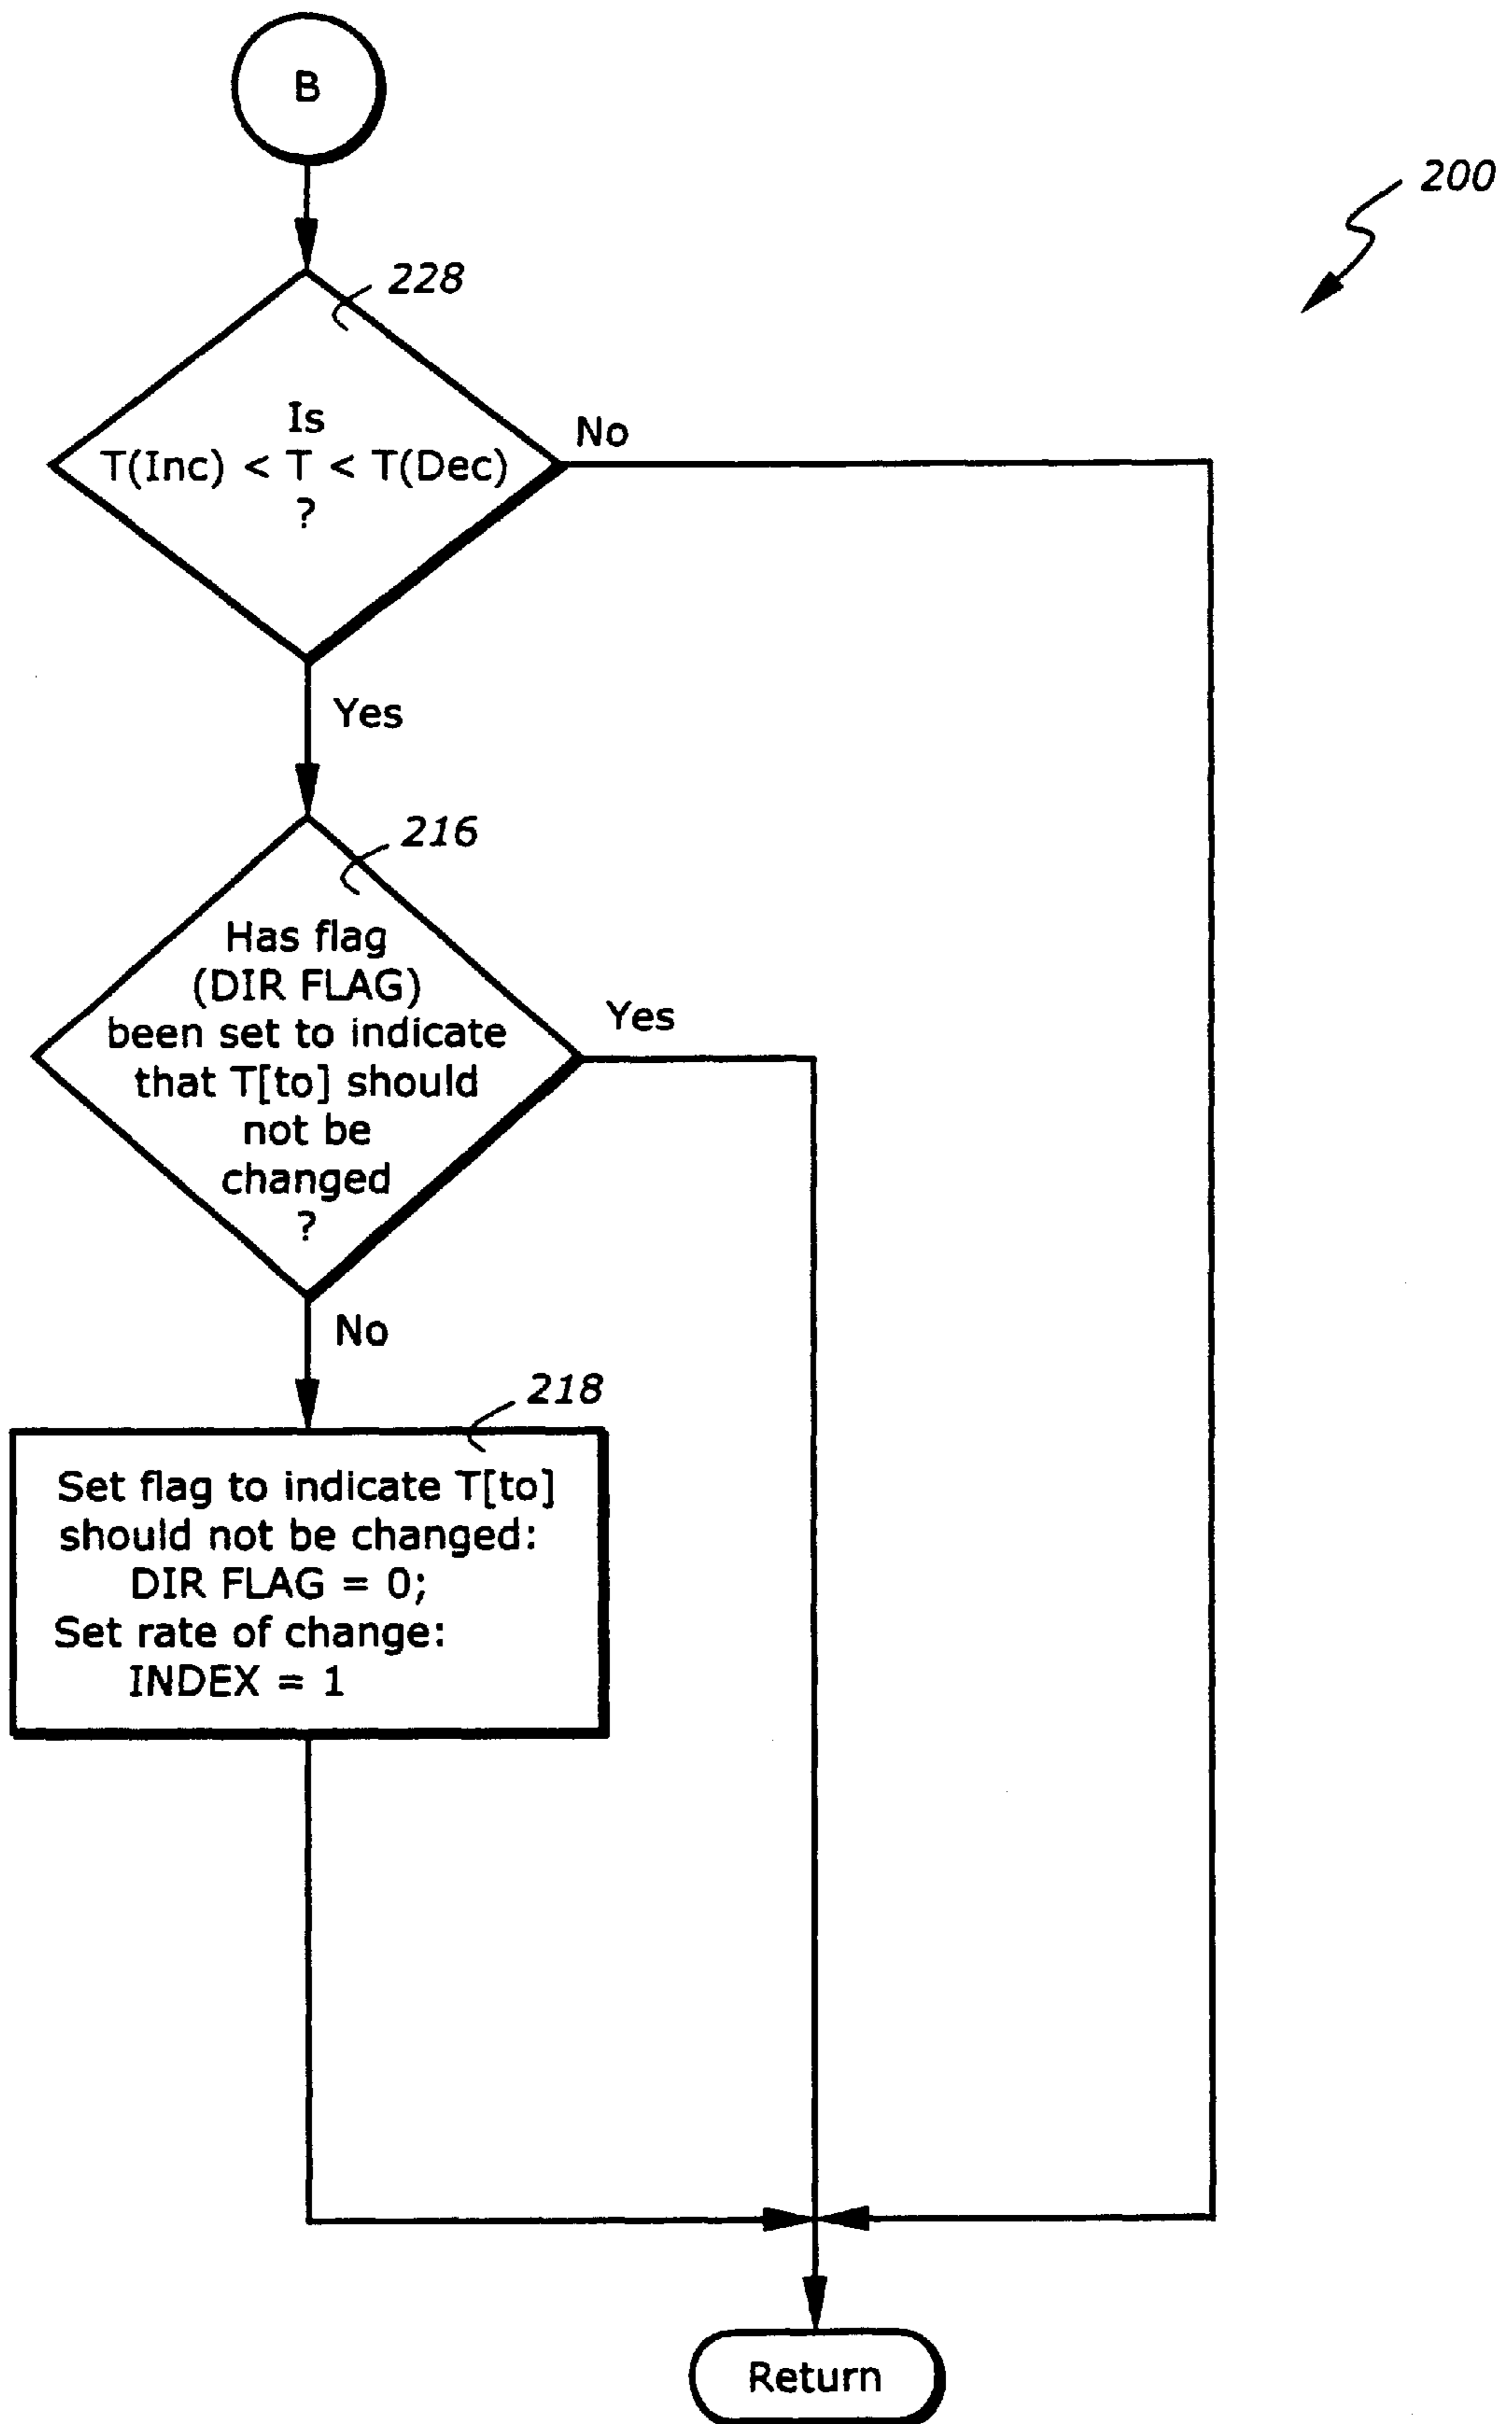 B
200
228
Is
T(Inc) < T < T(Dec)
?
No
Yes
216
Has flag
(DIR FLAG)
been set to indicate
that T[to] should
not be
changed
?
Yes
No
218
Set flag to indicate T[to]
should not be changed:
DIR FLAG = 0;
Set rate of change:
INDEX = 1
Return